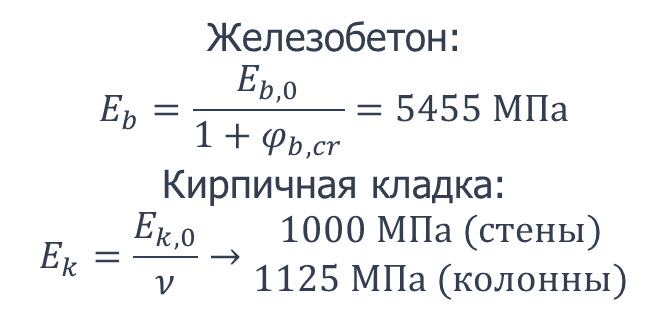 Железобетон:
E_b = E_{b,0} / (1 + φ_{b,cr}) = 5455 МПа
Кирпичная кладка:
E_k = E_{k,0} / ν → 1000 МПа (стены)
1125 МПа (колонны)